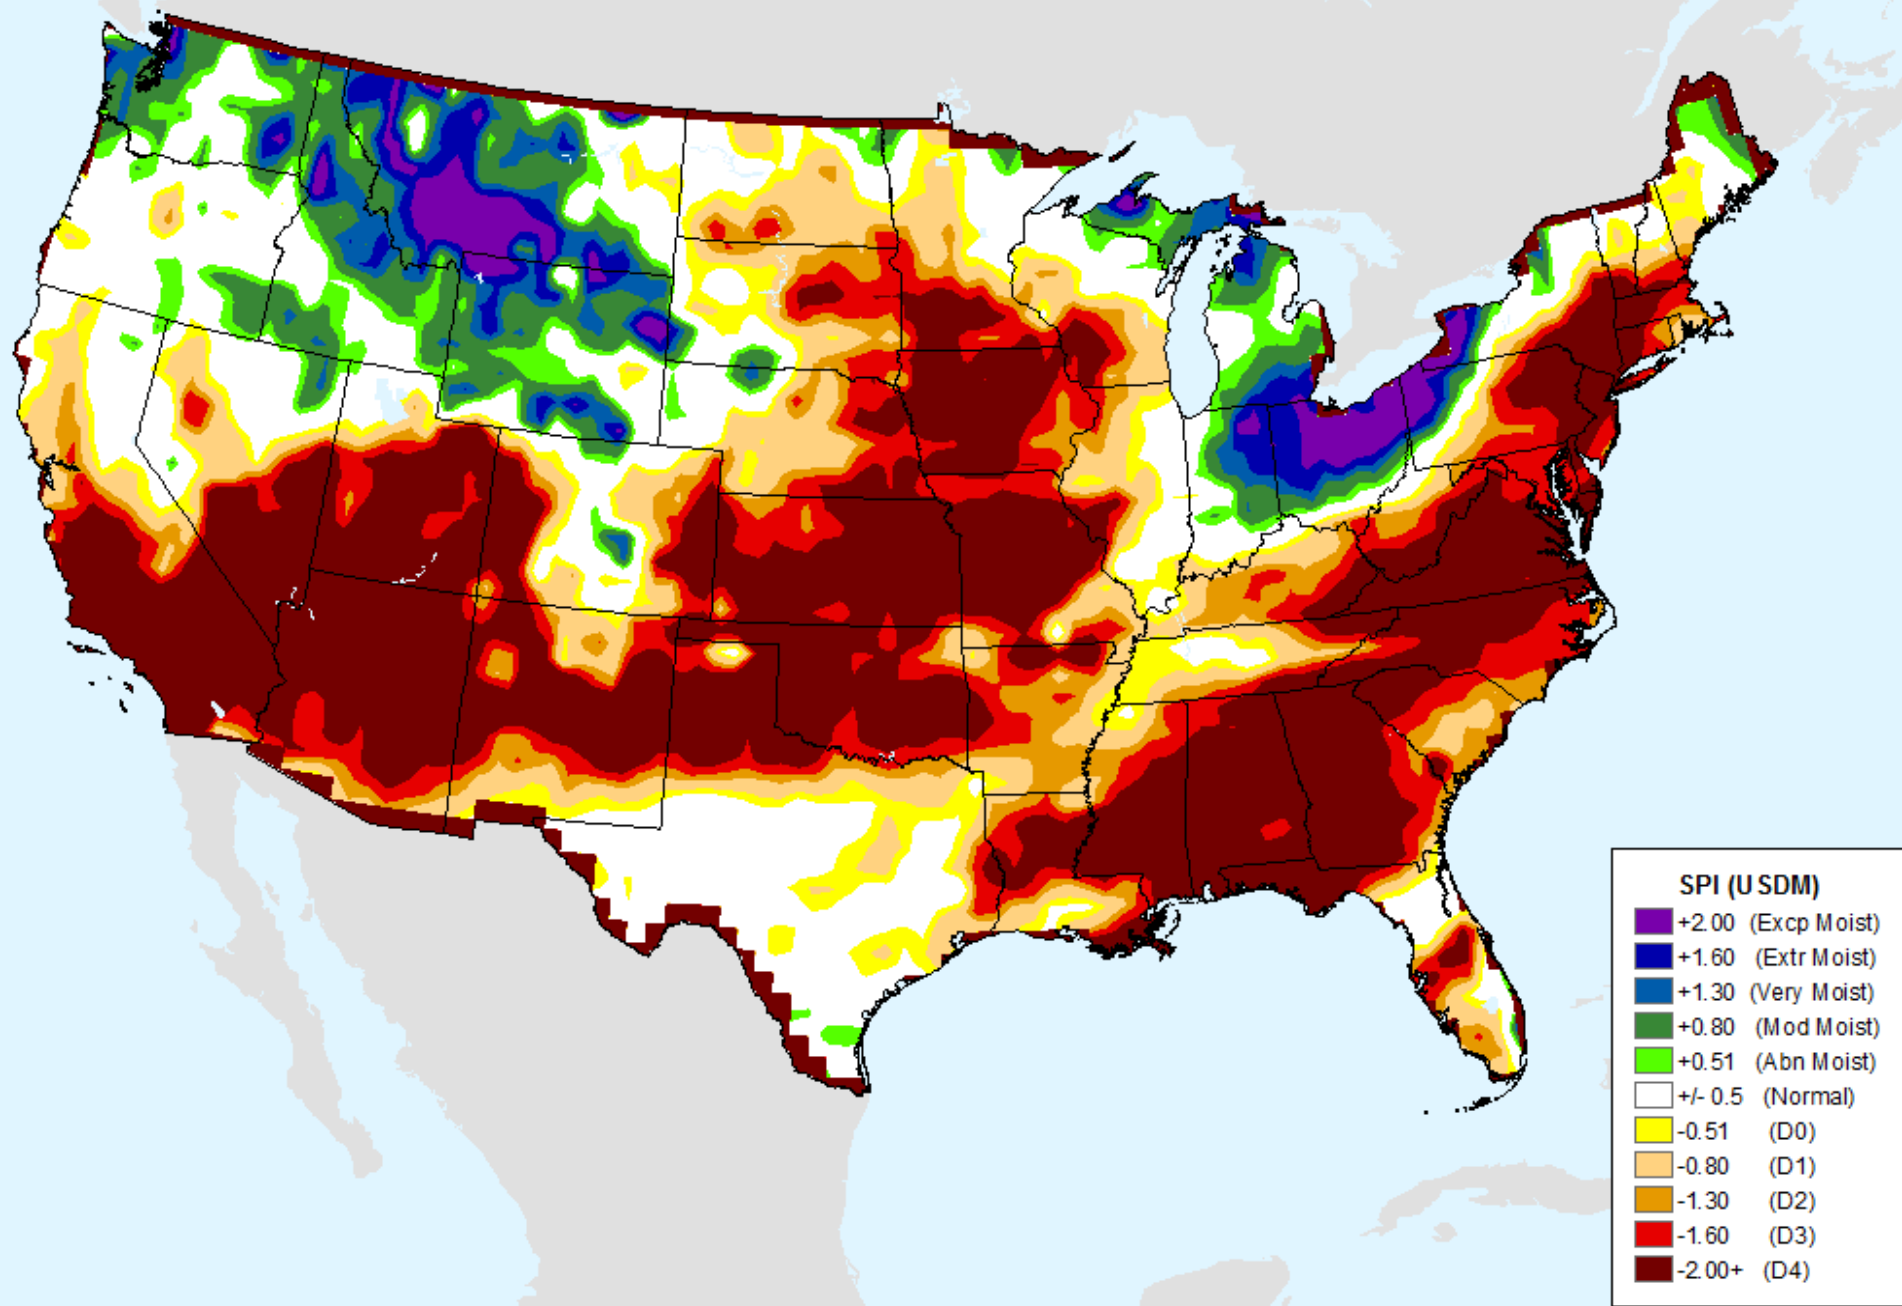 SPI (USDM)
+2.00 (Excp Moist)
+1.60 (Extr Moist)
+1.30 (Very Moist)
+0.80 (Mod Moist)
+0.51 (Abn Moist)
+/- 0.5 (Normal)
-0.51 (D0)
-0.80 (D1)
-1.30 (D2)
-1.60 (D3)
-2.00+ (D4)